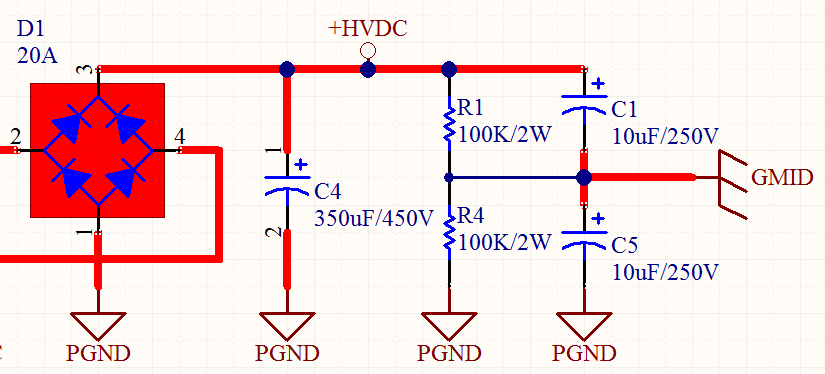 D1
20A
+HVDC
3
2
4
1
1
2
C4
350uF/450V
R1
100K/2W
R4
100K/2W
C1
10uF/250V
C5
10uF/250V
GMID
PGND
PGND
PGND
PGND